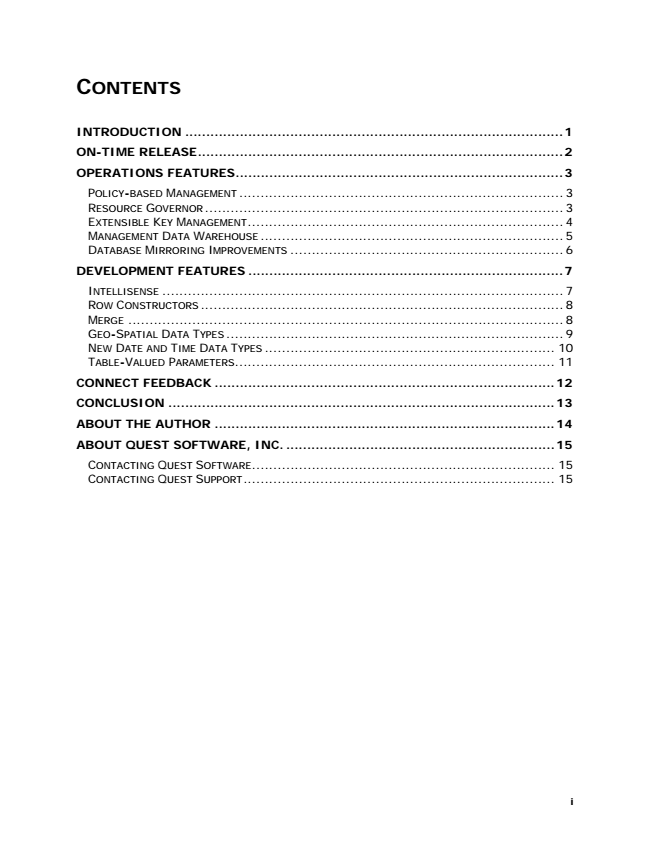 CONTENTS
INTRODUCTION ........................................................................................... 1
ON-TIME RELEASE........................................................................................ 2
OPERATIONS FEATURES............................................................................... 3
POLICY-BASED MANAGEMENT ............................................................................. 3
RESOURCE GOVERNOR ..................................................................................... 3
EXTENSIBLE KEY MANAGEMENT........................................................................... 4
MANAGEMENT DATA WAREHOUSE ........................................................................ 5
DATABASE MIRRORING IMPROVEMENTS ................................................................. 6
DEVELOPMENT FEATURES ............................................................................ 7
INTELLISENSE ............................................................................................... 7
ROW CONSTRUCTORS ...................................................................................... 8
MERGE ....................................................................................................... 8
GEO-SPATIAL DATA TYPES ................................................................................ 9
NEW DATE AND TIME DATA TYPES ..................................................................... 10
TABLE-VALUED PARAMETERS............................................................................ 11
CONNECT FEEDBACK .................................................................................. 12
CONCLUSION ............................................................................................. 13
ABOUT THE AUTHOR .................................................................................. 14
ABOUT QUEST SOFTWARE, INC. ................................................................. 15
CONTACTING QUEST SOFTWARE........................................................................ 15
CONTACTING QUEST SUPPORT.......................................................................... 15
i